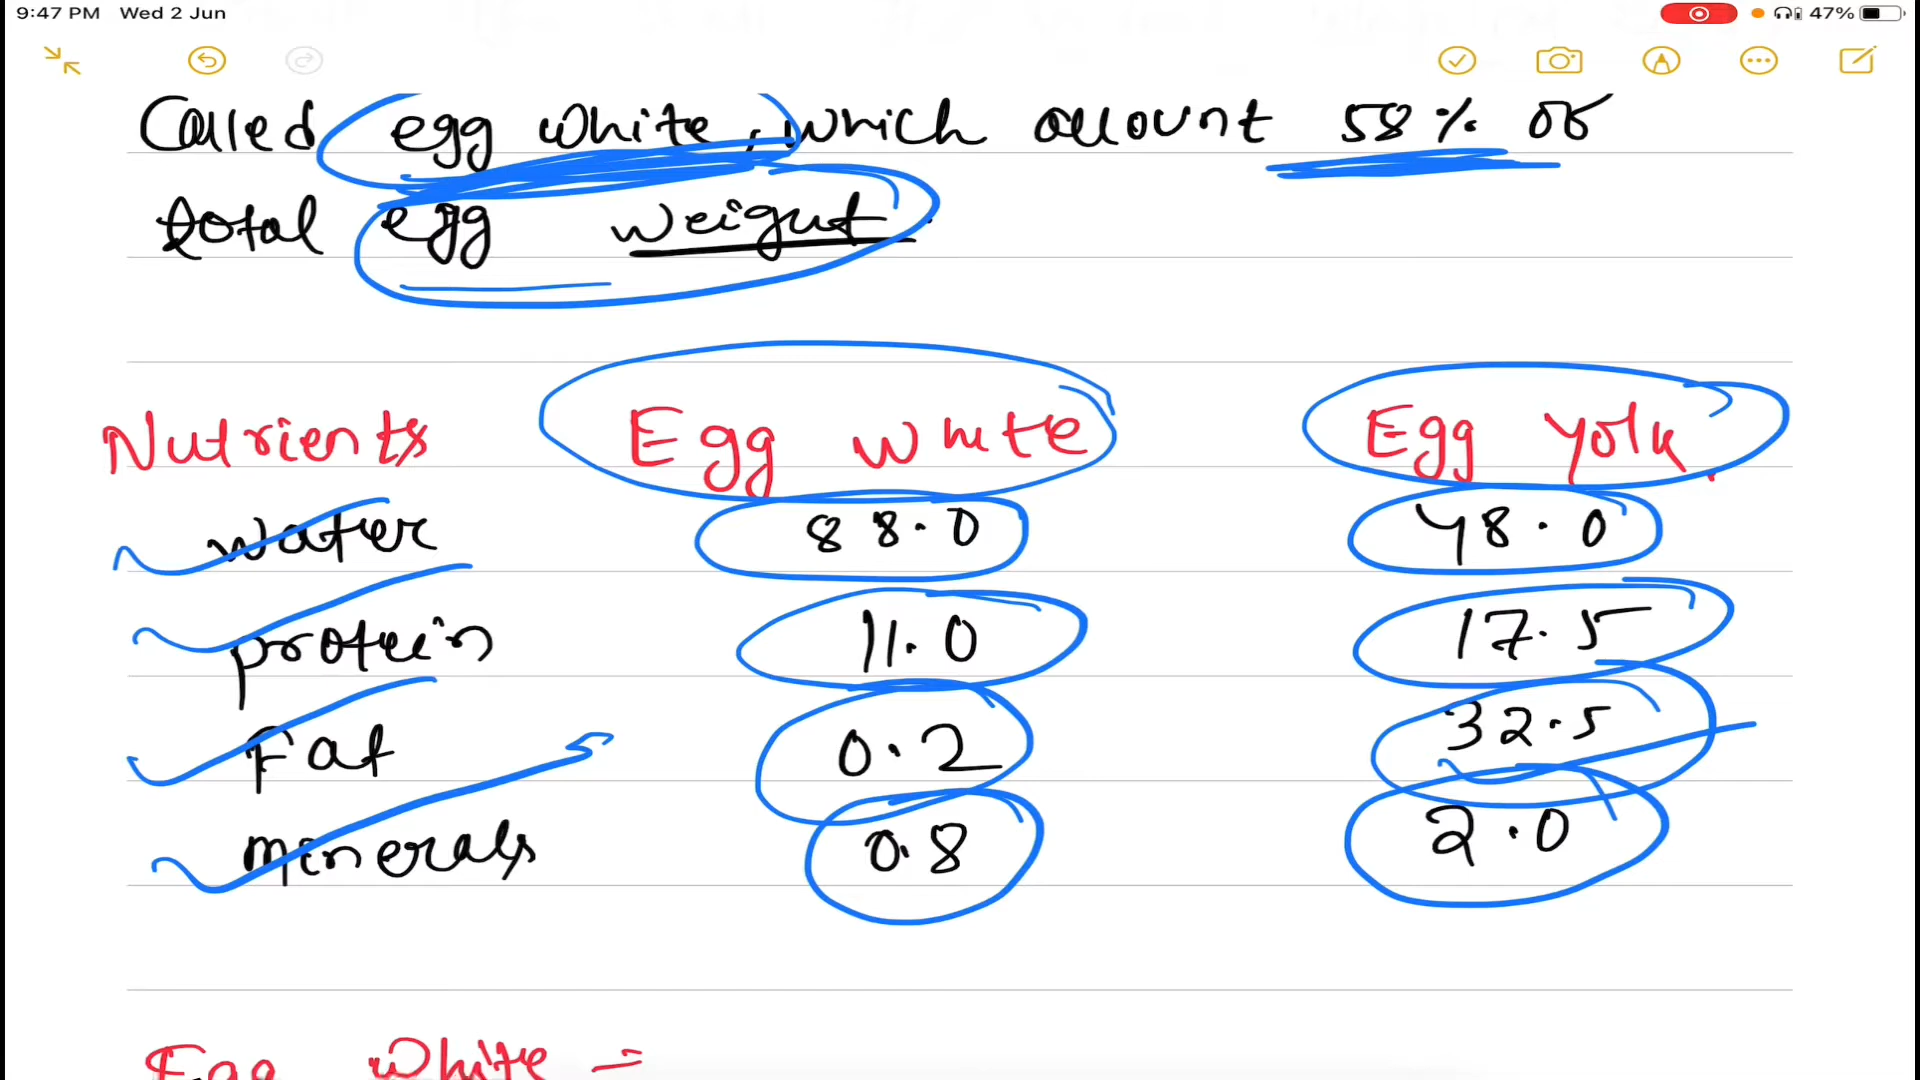 9:47 PM Wed 2 Jun 47%
Called egg white, which account 58% of
total egg weight.
Nutrients Egg white Egg yolk
water 88.0 48.0
protein 11.0 17.5
Fat 0.2 32.5
minerals 0.8 2.0
Egg white =